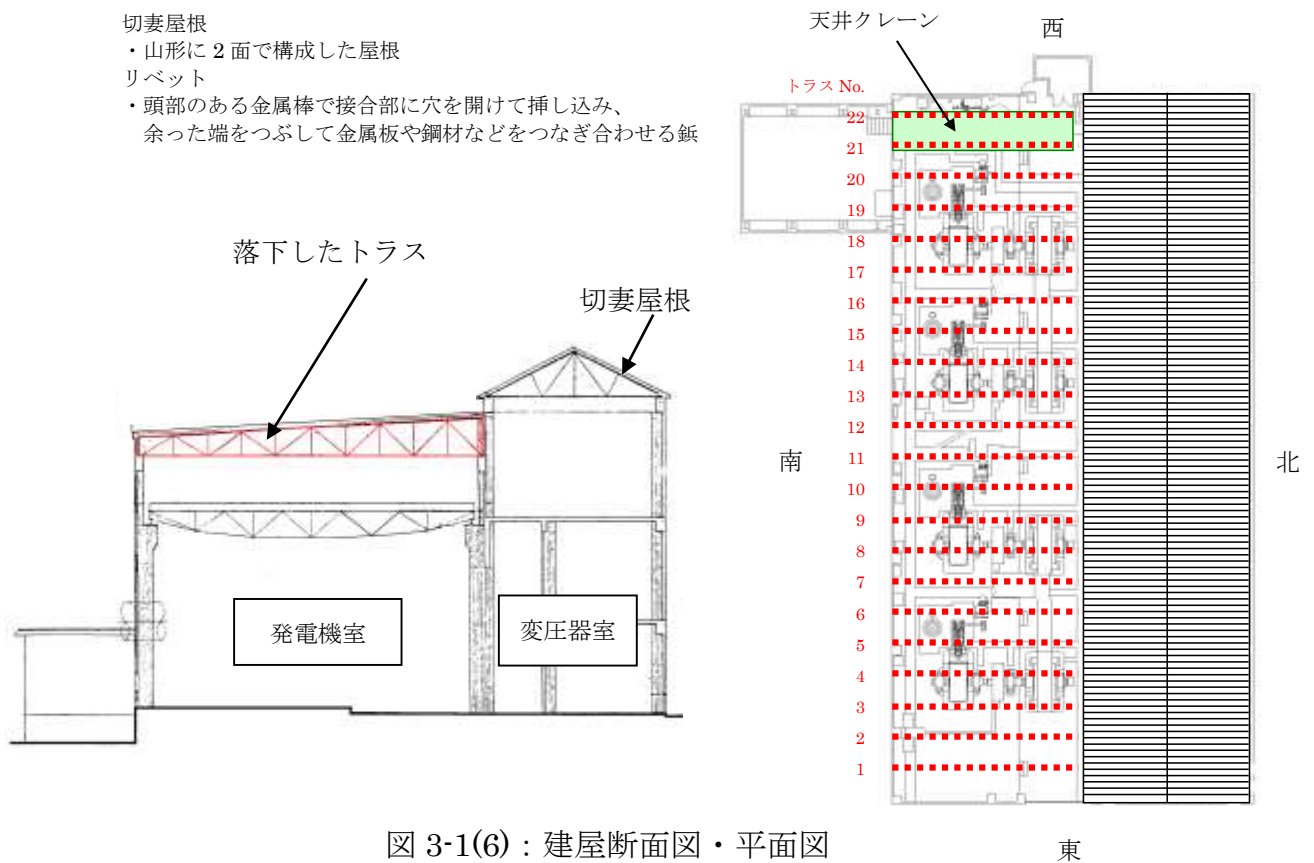 切妻屋根
・山形に 2 面で構成した屋根
リベット
・頭部のある金属棒で接合部に穴を開けて挿し込み、
余った端をつぶして金属板や鋼材などをつなぎ合わせる鋲
落下したトラス
切妻屋根
発電機室
変圧器室
天井クレーン
西
トラス No.
22
21
20
19
18
17
16
15
14
13
12
11
10
9
8
7
6
5
4
3
2
1
南
北
東
図 3-1(6)：建屋断面図・平面図